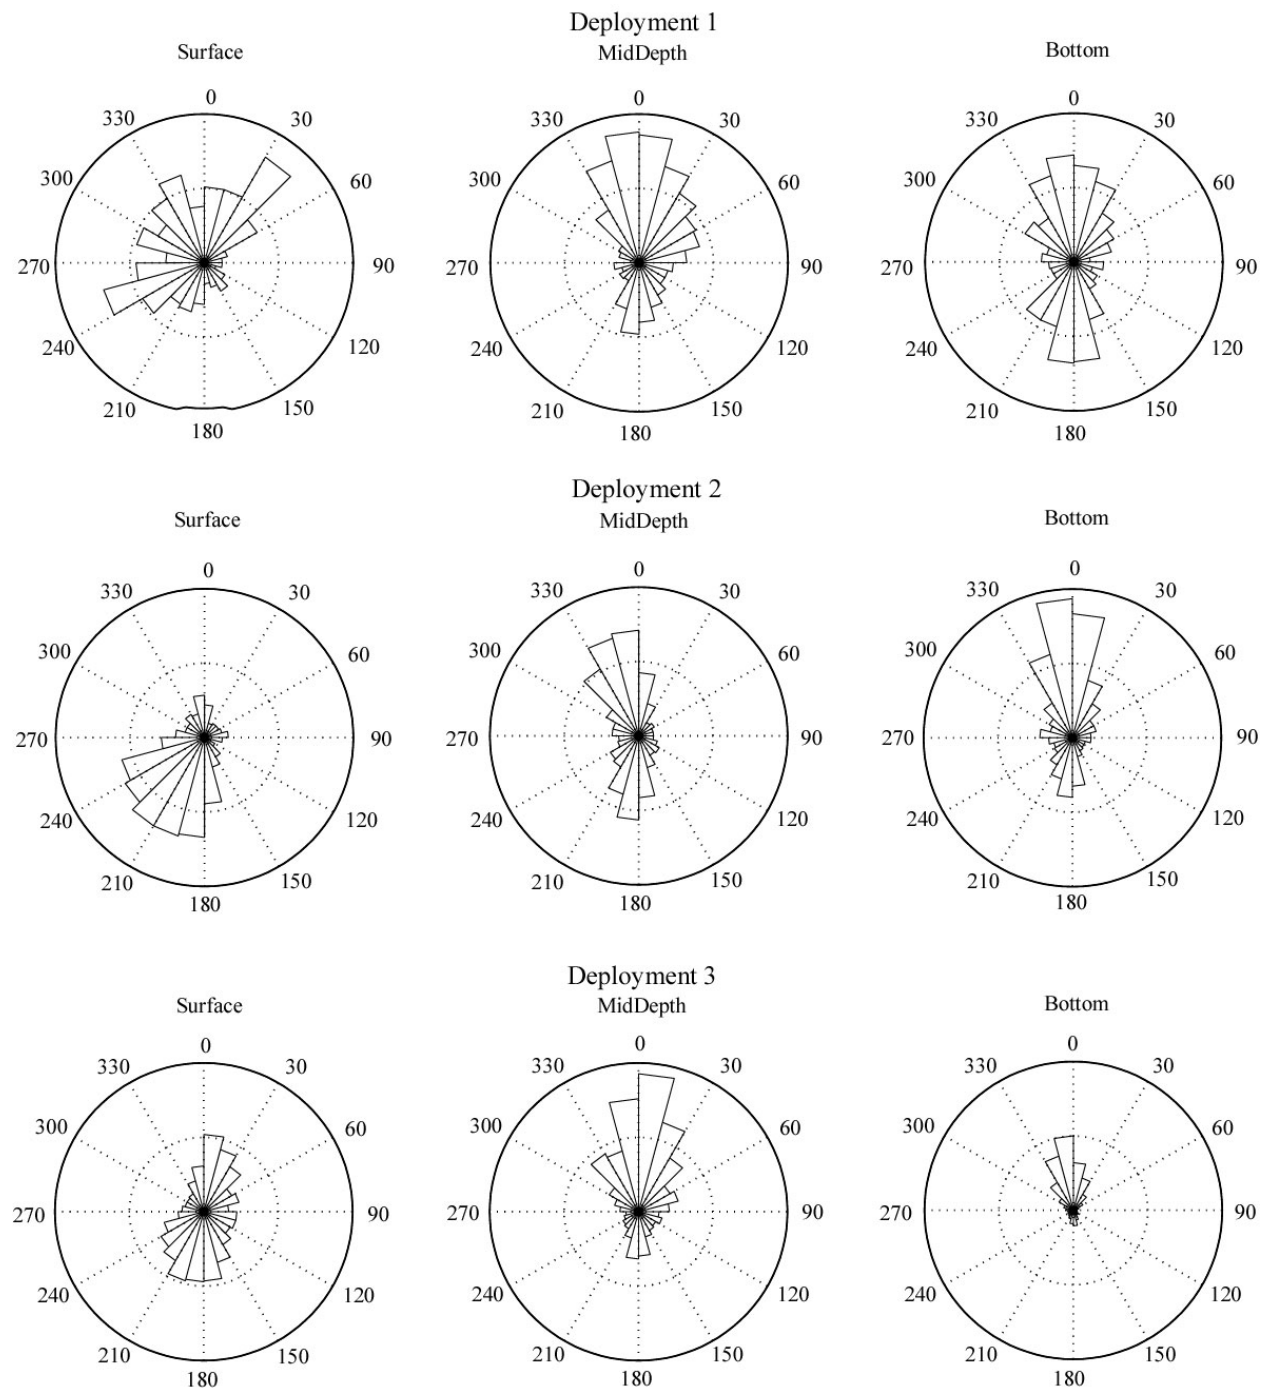 Deployment 1
Surface MidDepth Bottom
0 0 0
330 30 330 30 330 30
300 60 300 60 300 60
270 90 270 90 270 90
240 120 240 120 240 120
210 150 210 150 210 150
180 180 180
Deployment 2
Surface MidDepth Bottom
0 0 0
330 30 330 30 330 30
300 60 300 60 300 60
270 90 270 90 270 90
240 120 240 120 240 120
210 150 210 150 210 150
180 180 180
Deployment 3
Surface MidDepth Bottom
0 0 0
330 30 330 30 330 30
300 60 300 60 300 60
270 90 270 90 270 90
240 120 240 120 240 120
210 150 210 150 210 150
180 180 180